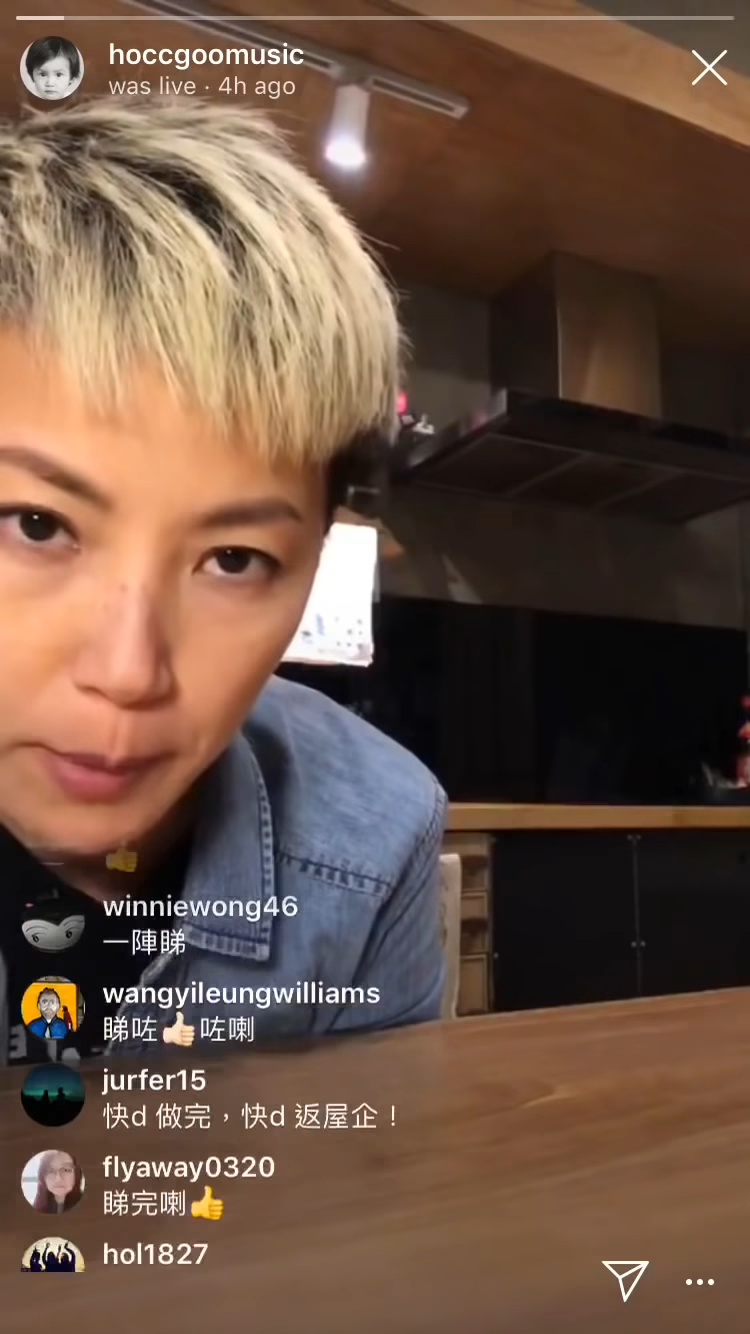 hoccgoomusic
was live · 4h ago
winniewong46
一陣睇
wangyileungwilliams
睇咗👍🏻咗喇
jurfer15
快d 做完，快d 返屋企！
flyaway0320
睇完喇👍
hol1827